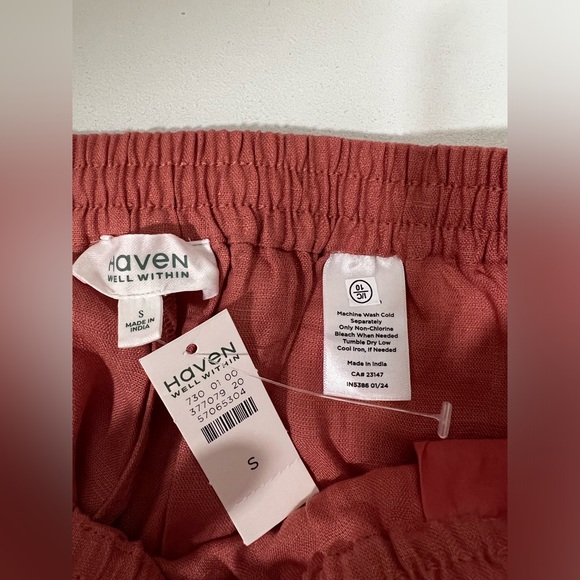 Haven
WELL WITHIN
S
MADE IN
INDIA
Haven
WELL WITHIN
730 01 00
377079 20
57065304
S
I/C
10
Machine Wash Cold
Separately
Only Non-Chlorine
Bleach When Needed
Tumble Dry Low
Cool Iron, If Needed
Made In India
CA# 23147
IN5386 01/24